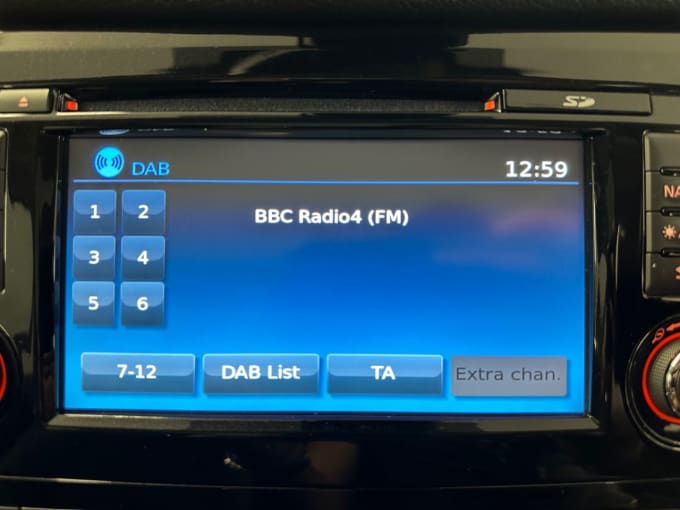 SD
DAB
12:59
1 2
BBC Radio4 (FM)
3 4
5 6
7-12
DAB List
TA
Extra chan.
NA